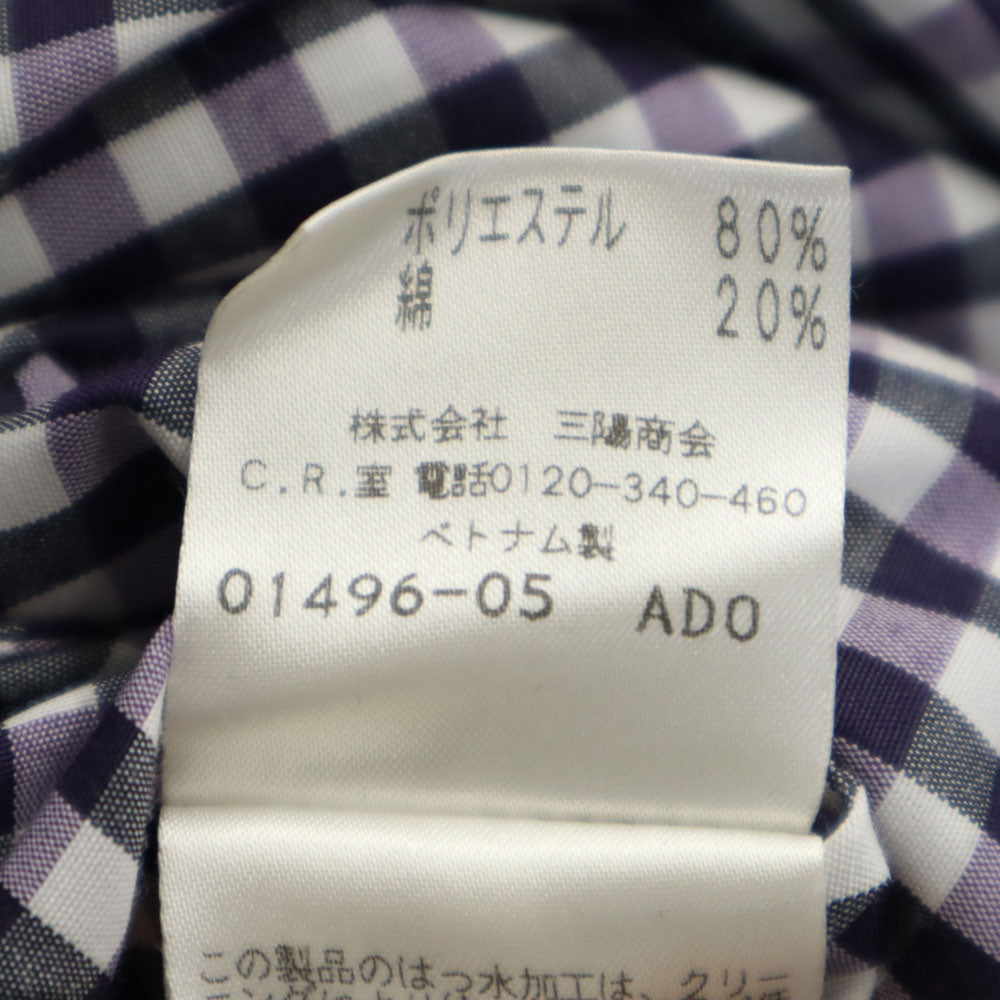 ポリエステル 80%
綿 20%
株式会社 三陽商会
C.R.室 電話0120-340-460
ベトナム製
01496-05 ADO
この製品のはっ水加工は、クリー